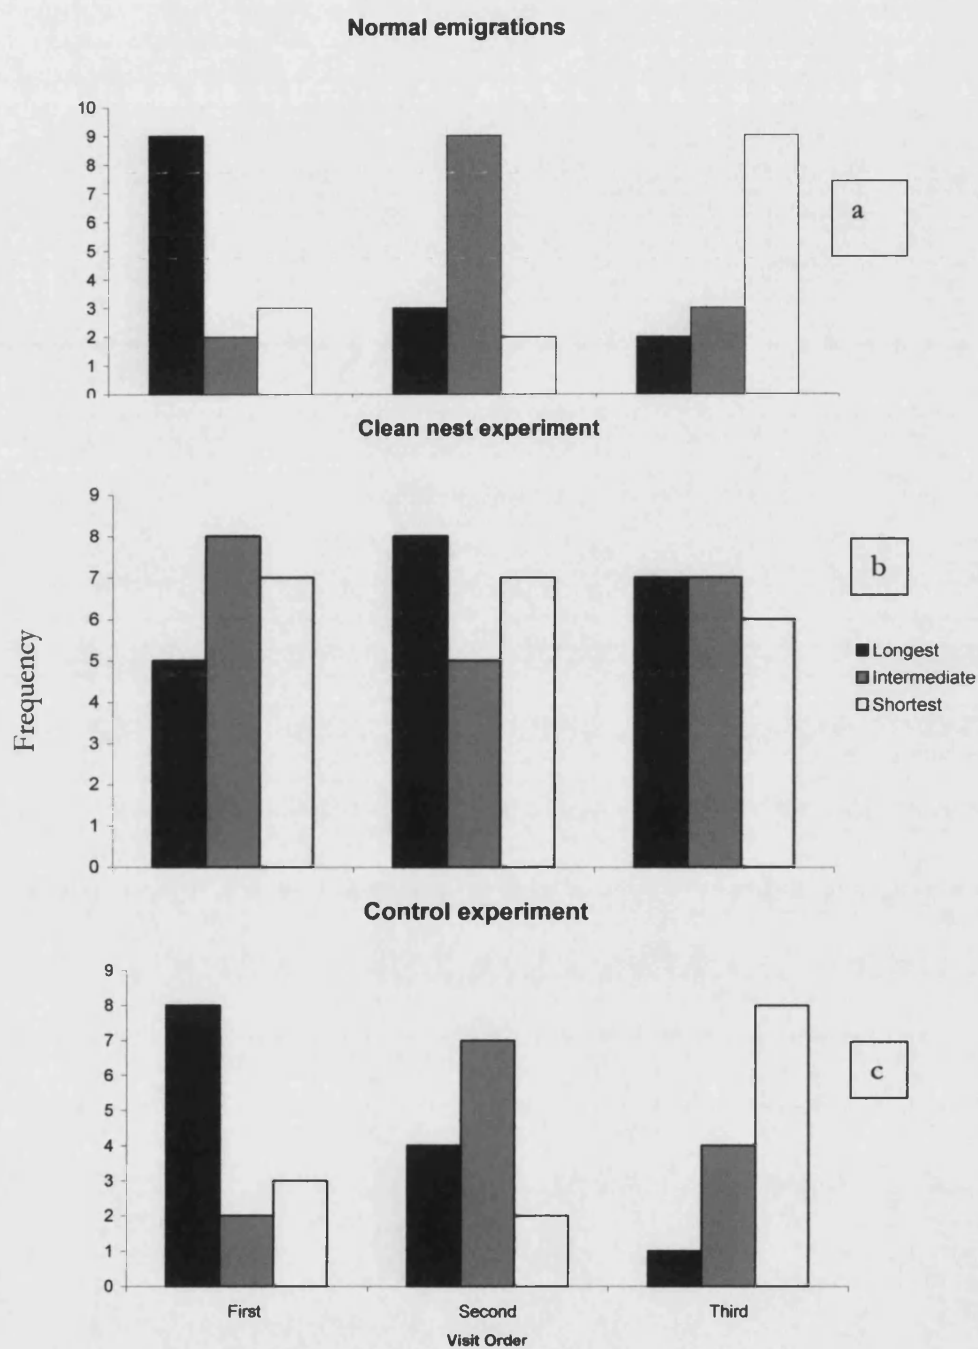 Normal emigrations
10
9
8
7
6
5
4
3
2
1
0
a
Clean nest experiment
9
8
7
6
5
4
3
2
1
0
b
Frequency
Longest
Intermediate
Shortest
Control experiment
9
8
7
6
5
4
3
2
1
0
c
First Second Third
Visit Order